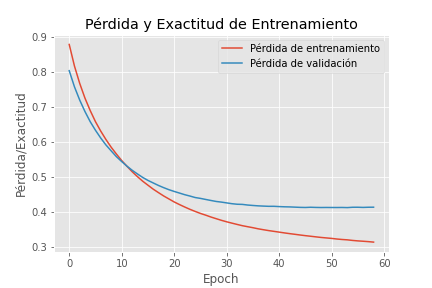 Pérdida y Exactitud de Entrenamiento
Pérdida/Exactitud
0.9
0.8
0.7
0.6
0.5
0.4
0.3
Pérdida de entrenamiento
Pérdida de validación
0
10
20
30
40
50
60
Epoch